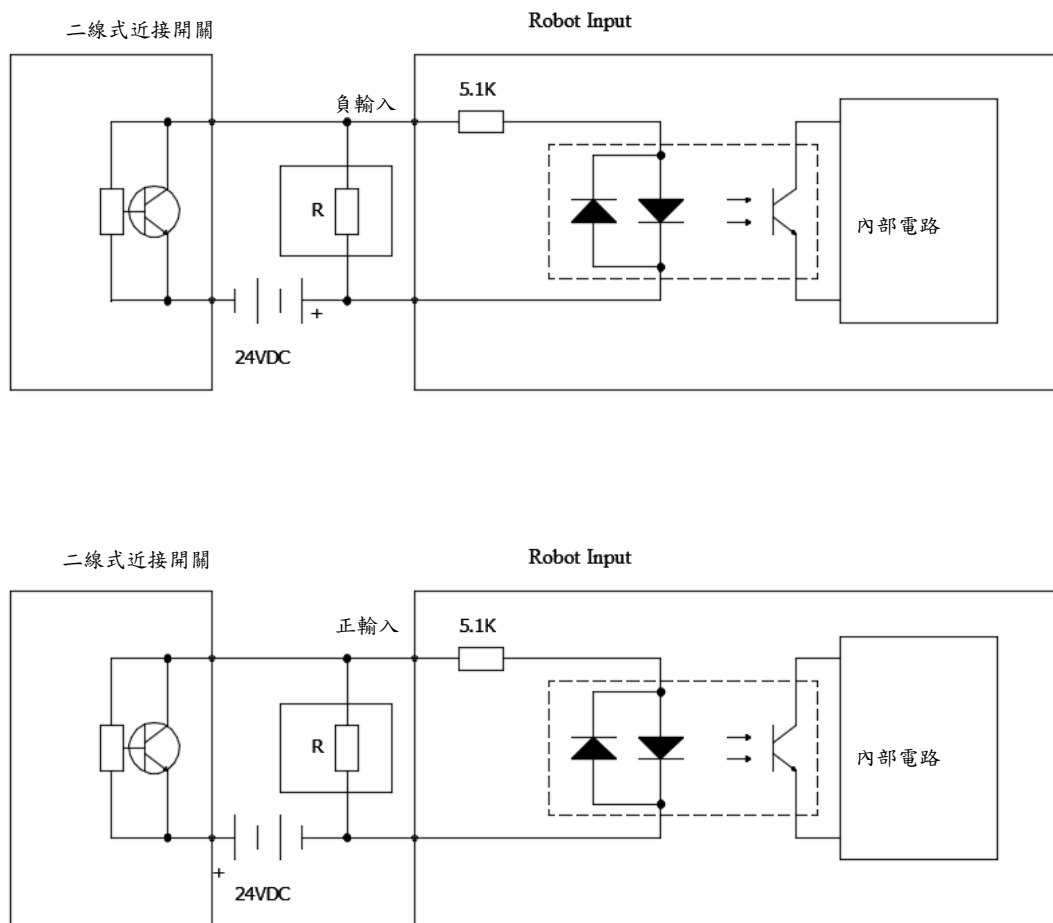 二線式近接開關
Robot Input
負輸入
5.1K
R
內部電路
+
24VDC
二線式近接開關
Robot Input
正輸入
5.1K
R
內部電路
+
24VDC